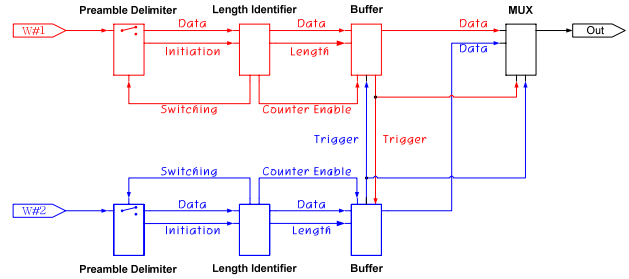 Preamble Delimiter Length Identifier Buffer MUX
W#1 Data Data Data Out
Initiation Length Data
Switching Counter Enable
Trigger Trigger
Switching Counter Enable
W#2 Data Data
Initiation Length
Preamble Delimiter Length Identifier Buffer